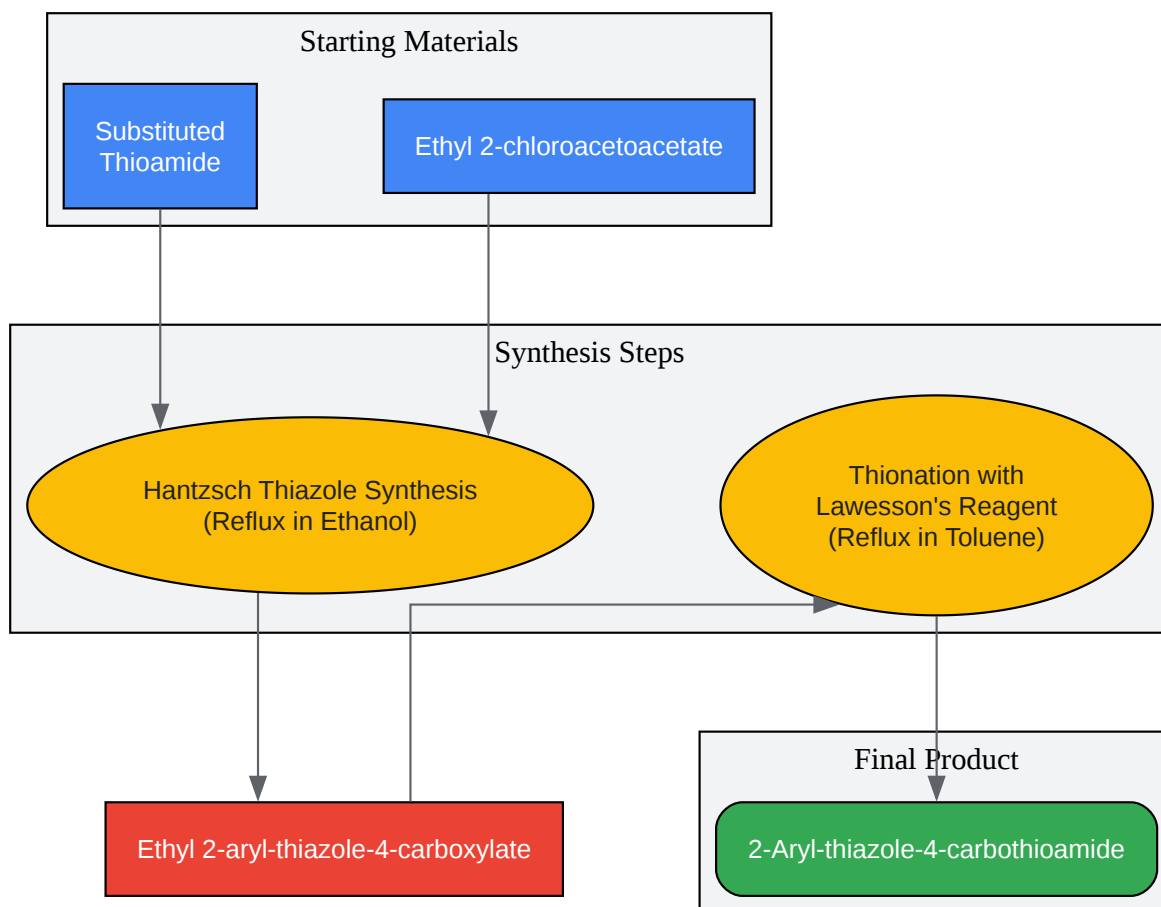 Starting Materials
Substituted
Thioamide
Ethyl 2-chloroacetoacetate
Synthesis Steps
Hantzsch Thiazole Synthesis
(Reflux in Ethanol)
Thionation with
Lawesson's Reagent
(Reflux in Toluene)
Ethyl 2-aryl-thiazole-4-carboxylate
Final Product
2-Aryl-thiazole-4-carbothioamide